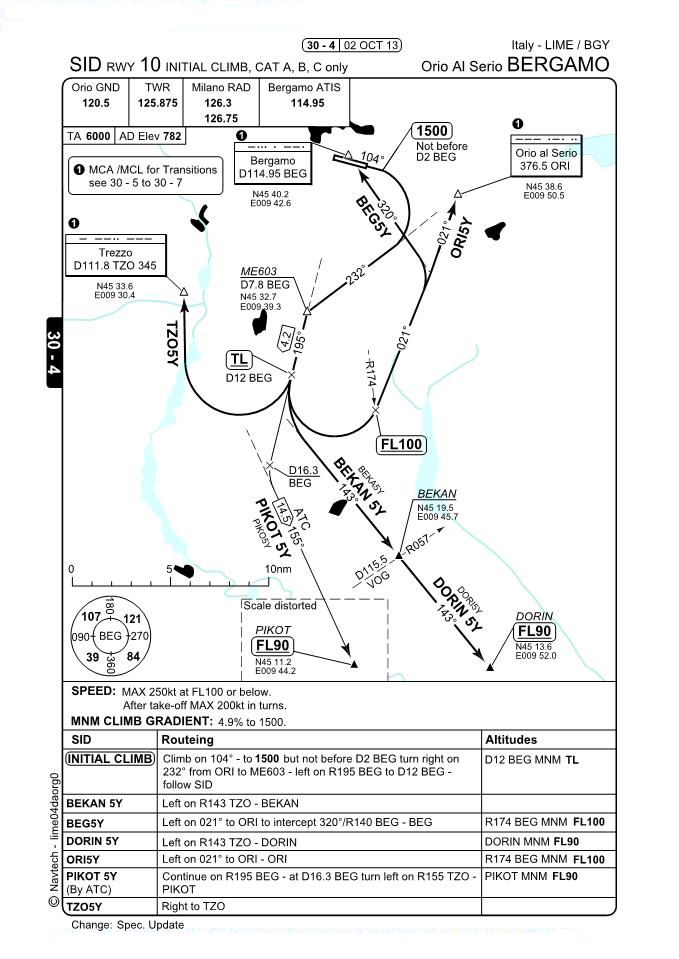 30 - 4 02 OCT 13
Italy - LIME / BGY
SID RWY 10 INITIAL CLIMB, CAT A, B, C only
Orio Al Serio BERGAMO
Orio GND TWR Milano RAD Bergamo ATIS
120.5 125.875 126.3 114.95
126.75
TA 6000 AD Elev 782
1 MCA /MCL for Transitions
see 30 - 5 to 30 - 7
1
Bergamo
D114.95 BEG
N45 40.2
E009 42.6
104°
1500
Not before
D2 BEG
1
Orio al Serio
376.5 ORI
N45 38.6
E009 50.5
1
Trezzo
D111.8 TZO 345
N45 33.6
E009 30.4
320°
BEG5Y
021°
ORI5Y
232°
ME603
D7.8 BEG
N45 32.7
E009 39.3
4.2
195°
TL
D12 BEG
TZO5Y
021°
R174
FL100
30 - 4
D16.3
BEG
BEKA5Y
BEKAN 5Y
143°
ATC
14.5
155°
PIKOT 5Y
PIKO5Y
BEKAN
N45 19.5
E009 45.7
R057
D115.5
VOG
DORI5Y
DORIN 5Y
143°
DORIN
FL90
N45 13.6
E009 52.0
0 5 10nm
107 180 121
090 BEG 270
39 360 84
Scale distorted
PIKOT
FL90
N45 11.2
E009 44.2
SPEED: MAX 250kt at FL100 or below.
After take-off MAX 200kt in turns.
MNM CLIMB GRADIENT: 4.9% to 1500.
SID Routeing Altitudes
INITIAL CLIMB Climb on 104° - to 1500 but not before D2 BEG turn right on D12 BEG MNM TL
232° from ORI to ME603 - left on R195 BEG to D12 BEG -
follow SID
BEKAN 5Y Left on R143 TZO - BEKAN
BEG5Y Left on 021° to ORI to intercept 320°/R140 BEG - BEG R174 BEG MNM FL100
DORIN 5Y Left on R143 TZO - DORIN DORIN MNM FL90
ORI5Y Left on 021° to ORI - ORI R174 BEG MNM FL100
PIKOT 5Y Continue on R195 BEG - at D16.3 BEG turn left on R155 TZO - PIKOT MNM FL90
(By ATC) PIKOT
TZO5Y Right to TZO
Change: Spec. Update
© Navtech - lime04daorg0